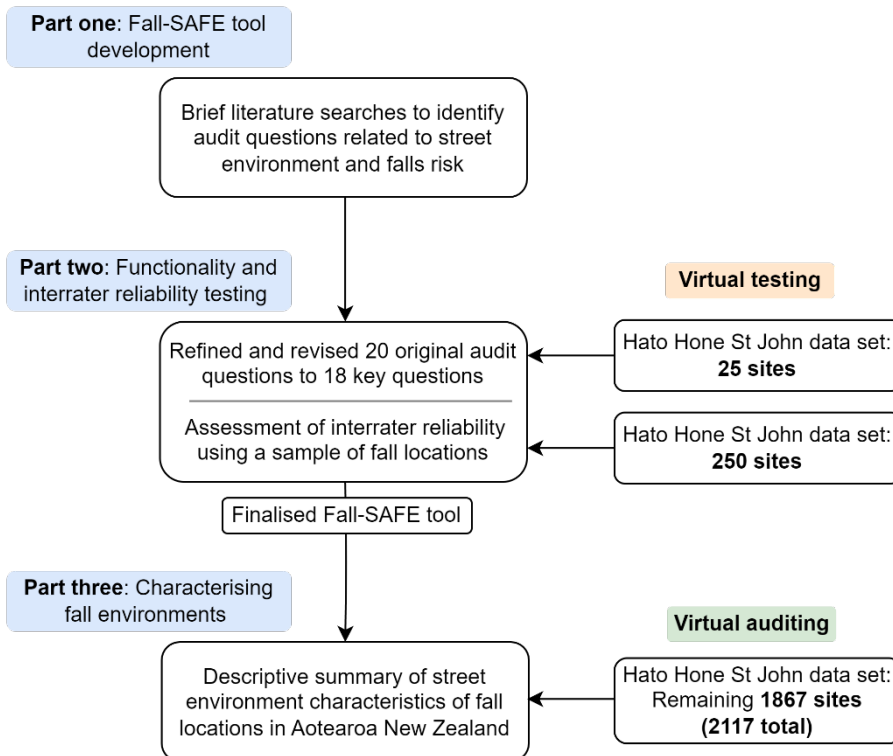 Part one: Fall-SAFE tool
development
Brief literature searches to identify
audit questions related to street
environment and falls risk
Part two: Functionality and
interrater reliability testing
Virtual testing
Refined and revised 20 original audit
questions to 18 key questions
Hato Hone St John data set:
25 sites
Assessment of interrater reliability
using a sample of fall locations
Hato Hone St John data set:
250 sites
Finalised Fall-SAFE tool
Part three: Characterising
fall environments
Virtual auditing
Descriptive summary of street
environment characteristics of fall
locations in Aotearoa New Zealand
Hato Hone St John data set:
Remaining 1867 sites
(2117 total)